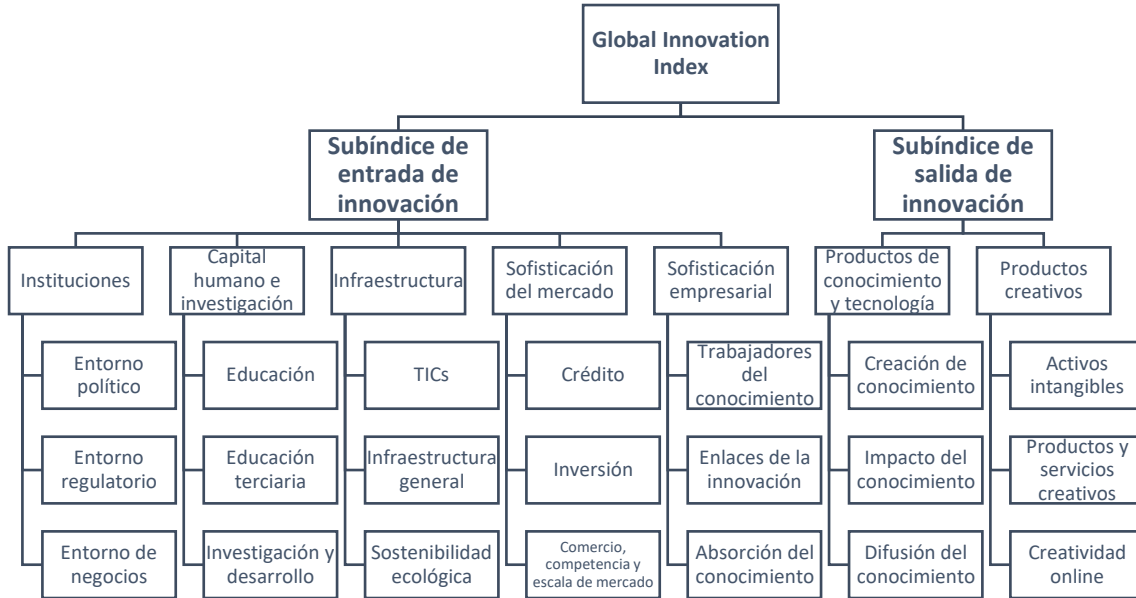 Global Innovation
Index
Subíndice de
entrada de
innovación
Subíndice de
salida de
innovación
Instituciones
Capital
humano e
investigación
Infraestructura
Sofisticación
del mercado
Sofisticación
empresarial
Productos de
conocimiento
y tecnología
Productos
creativos
Entorno
político
Educación
TICs
Crédito
Trabajadores
del
conocimiento
Creación de
conocimiento
Activos
intangibles
Entorno
regulatorio
Educación
terciaria
Infraestructura
general
Inversión
Enlaces de la
innovación
Impacto del
conocimiento
Productos y
servicios
creativos
Entorno de
negocios
Investigación y
desarrollo
Sostenibilidad
ecológica
Comercio,
competencia y
escala de mercado
Absorción del
conocimiento
Difusión del
conocimiento
Creatividad
online